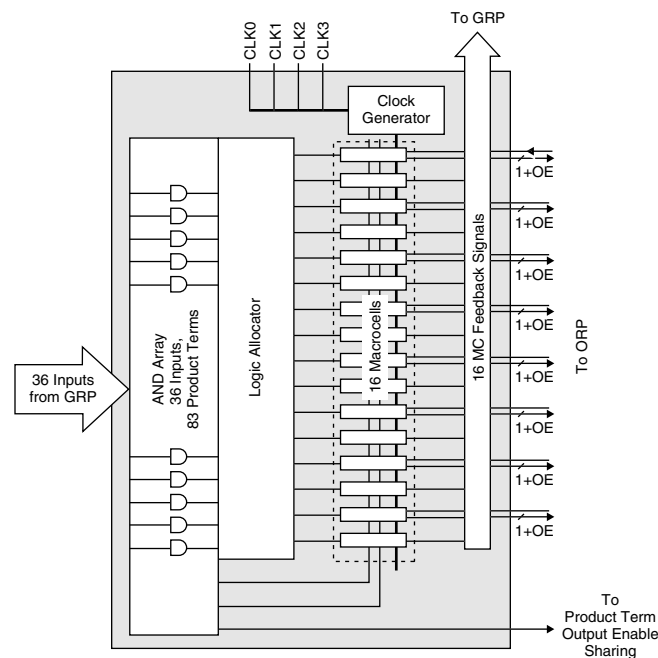 To GRP
CLK0
CLK1
CLK2
CLK3
Clock
Generator
1+OE
1+OE
1+OE
1+OE
1+OE
1+OE
1+OE
1+OE
36 Inputs
from GRP
AND Array
36 Inputs,
83 Product Terms
Logic Allocator
16 Macrocells
16 MC Feedback Signals
To ORP
To
Product Term
Output Enable
Sharing